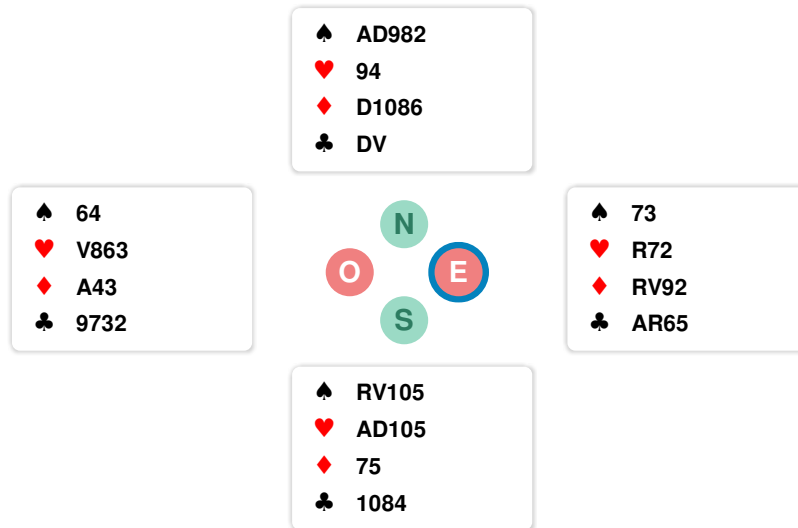 ♠ AD982
♥ 94
♦ D1086
♣ DV
♠ 64
♥ V863
♦ A43
♣ 9732
N
O
E
S
♠ 73
♥ R72
♦ RV92
♣ AR65
♠ RV105
♥ AD105
♦ 75
♣ 1084